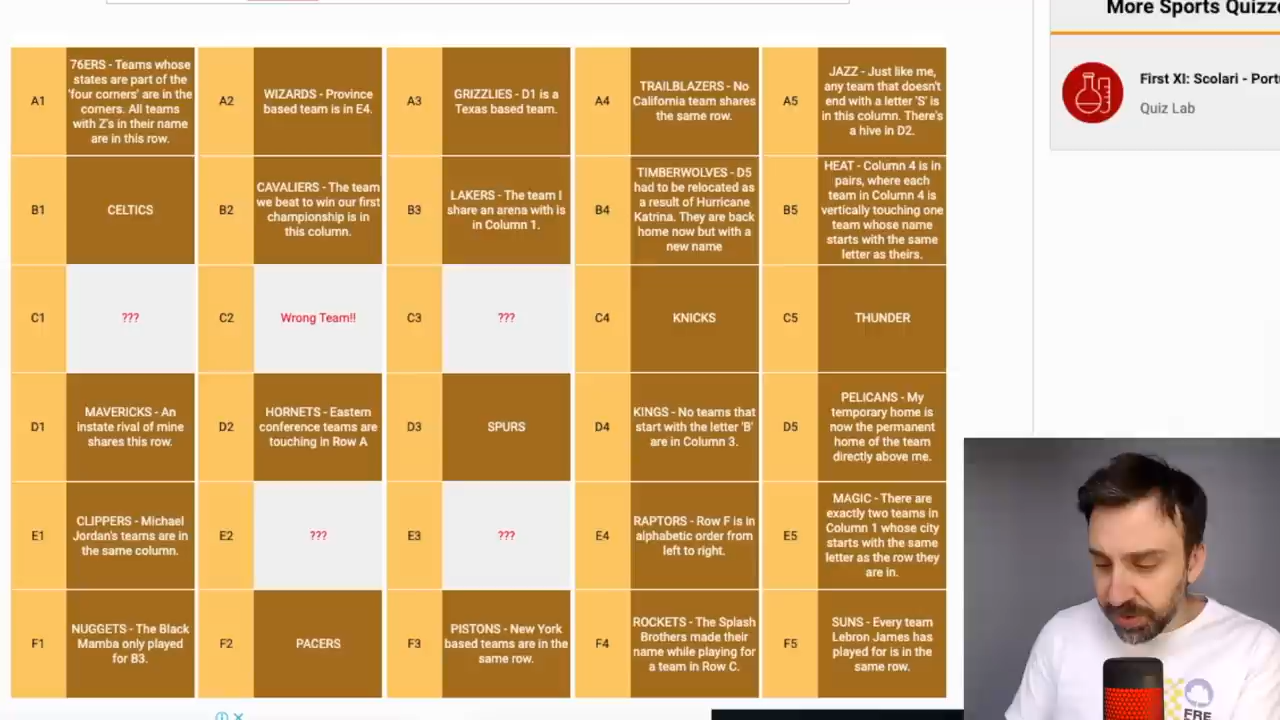 More Sports Quizze
First XI: Scolari - Port
Quiz Lab
A1
76ERS - Teams whose
states are part of the
'four corners' are in the
corners. All teams
with Z's in their name
are in this row.
A2
WIZARDS - Province
based team is in E4.
A3
GRIZZLIES - D1 is a
Texas based team.
A4
TRAILBLAZERS - No
California team shares
the same row.
A5
JAZZ - Just like me,
any team that doesn't
end with a letter 'S' is
in this column. There's
a hive in D2.
B1
CELTICS
B2
CAVALIERS - The team
we beat to win our first
championship is in
this column.
B3
LAKERS - The team I
share an arena with is
in Column 1.
B4
TIMBERWOLVES - D5
had to be relocated as
a result of Hurricane
Katrina. They are back
home now but with a
new name
B5
HEAT - Column 4 is in
pairs, where each
team in Column 4 is
vertically touching one
team whose name
starts with the same
letter as theirs.
C1
???
C2
Wrong Team!!
C3
???
C4
KNICKS
C5
THUNDER
D1
MAVERICKS - An
instate rival of mine
shares this row.
D2
HORNETS - Eastern
conference teams are
touching in Row A
D3
SPURS
D4
KINGS - No teams that
start with the letter 'B'
are in Column 3.
D5
PELICANS - My
temporary home is
now the permanent
home of the team
directly above me.
E1
CLIPPERS - Michael
Jordan's teams are in
the same column.
E2
???
E3
???
E4
RAPTORS - Row F is in
alphabetic order from
left to right.
E5
MAGIC - There are
exactly two teams in
Column 1 whose city
starts with the same
letter as the row they
are in.
F1
NUGGETS - The Black
Mamba only played
for B3.
F2
PACERS
F3
PISTONS - New York
based teams are in the
same row.
F4
ROCKETS - The Splash
Brothers made their
name while playing for
a team in Row C.
F5
SUNS - Every team
Lebron James has
played for is in the
same row.